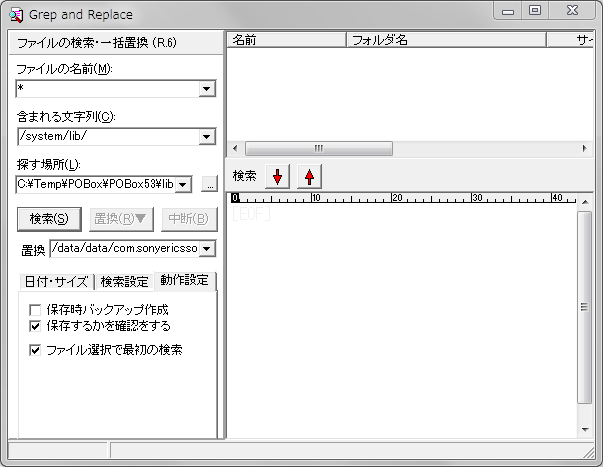 Grep and Replace
ファイルの検索・一括置換 (R.6)
ファイルの名前(M):
*
含まれる文字列(C):
/system/lib/
探す場所(L):
C:¥Temp¥POBox¥POBox53¥lib
...
検索(S) 置換(R)▼ 中断(B)
置換 /data/data/com.sonyericsso
日付・サイズ 検索設定 動作設定
保存時バックアップ作成
保存するかを確認をする
ファイル選択で最初の検索
名前 フォルダ名 サイ
検索
0 10 20 30 40
[EOF]